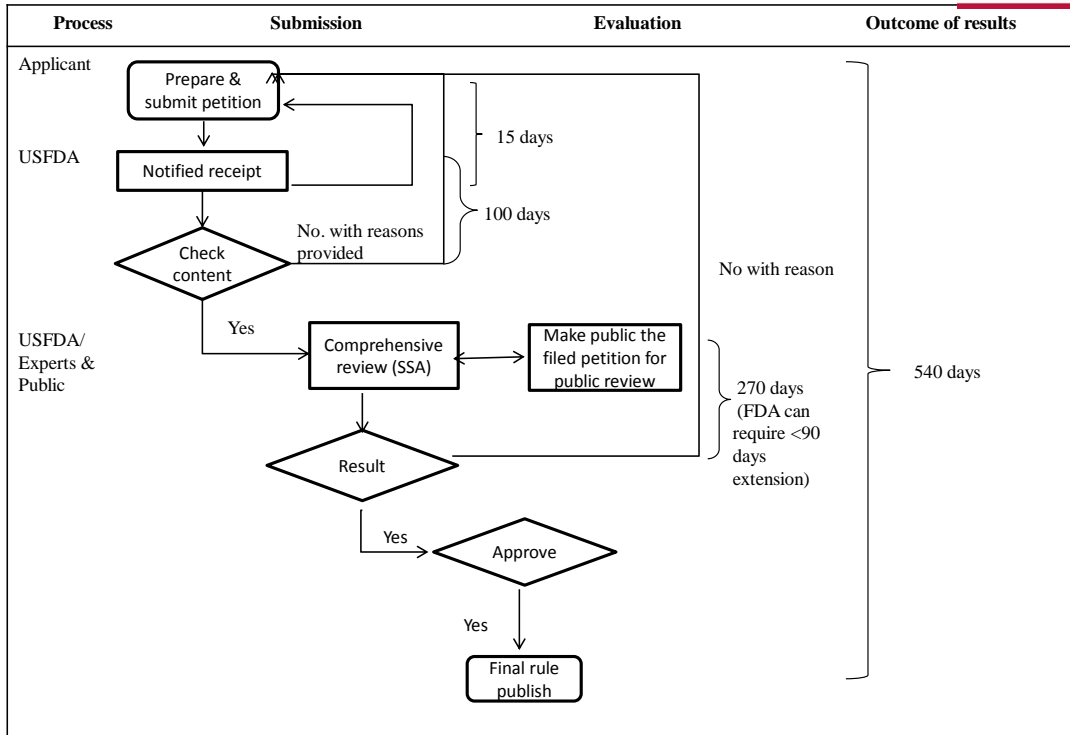 Process
Submission
Evaluation
Outcome of results
Applicant
Prepare &
submit petition
15 days
USFDA
Notified receipt
100 days
No. with reasons
provided
Check
content
No with reason
Yes
USFDA/
Experts &
Public
Comprehensive
review (SSA)
Make public the
filed petition for
public review
270 days
(FDA can
require <90
days
extension)
540 days
Result
Yes
Approve
Yes
Final rule
publish